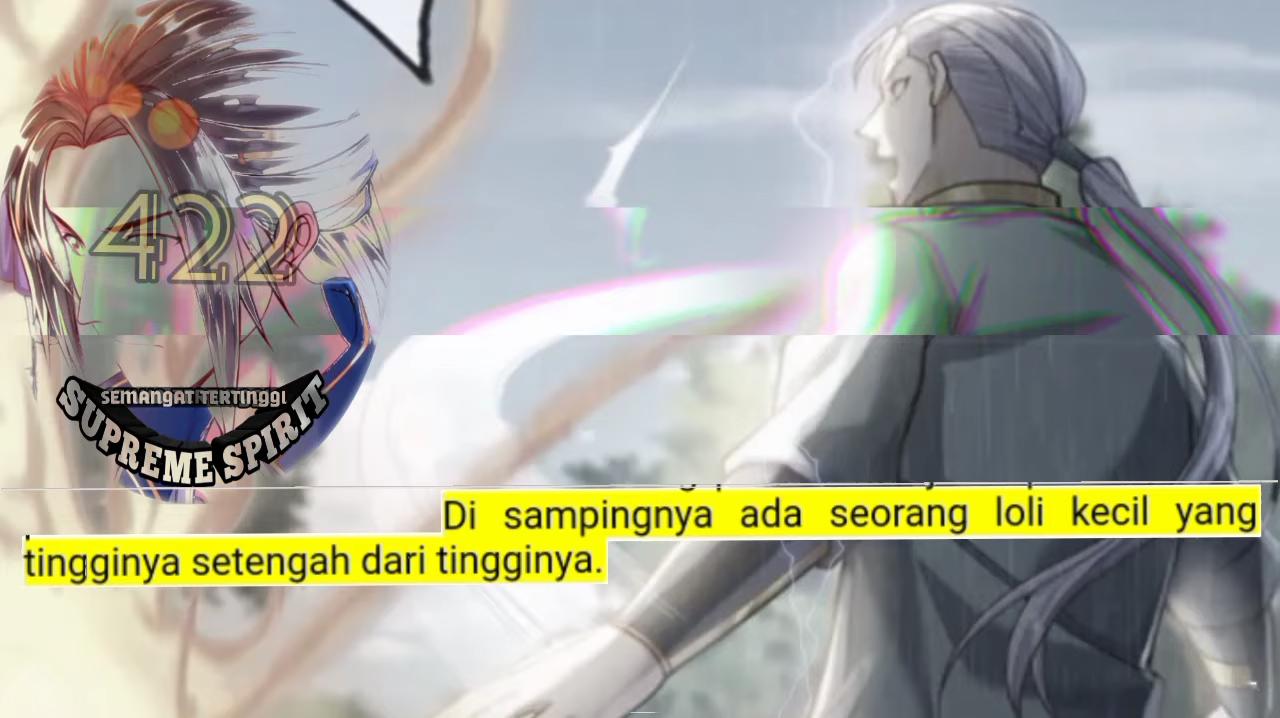 422
SEMANGAT TERTINGGI
SUPREME SPIRIT
Di sampingnya ada seorang loli kecil yang
tingginya setengah dari tingginya.